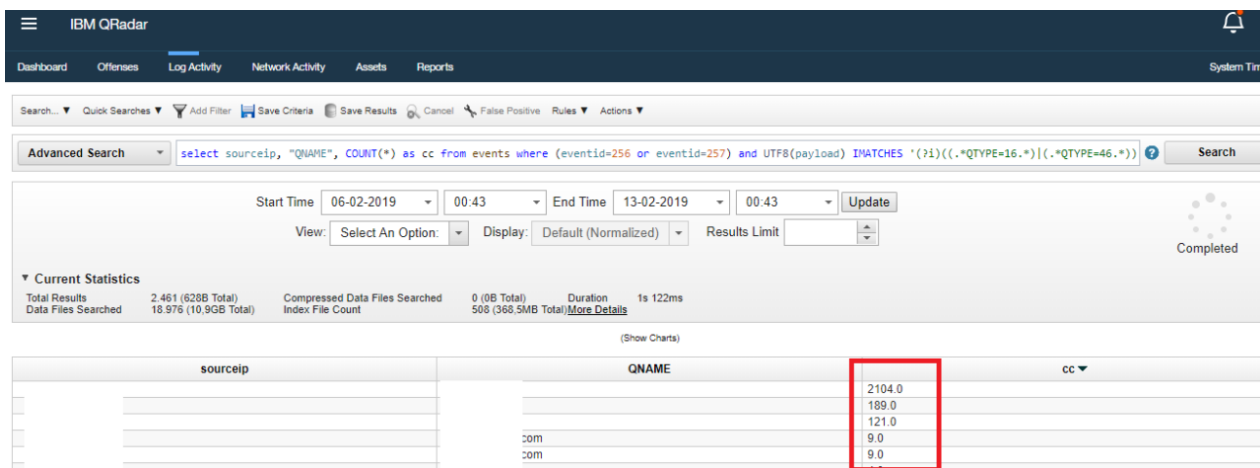 IBM QRadar
Dashboard Offenses Log Activity Network Activity Assets Reports System Tim
Search... ▼ Quick Searches ▼ Add Filter Save Criteria Save Results Cancel False Positive Rules ▼ Actions ▼
Advanced Search select sourceip, "QNAME", COUNT(*) as cc from events where (eventid=256 or eventid=257) and UTF8(payload) IMATCHES '(?i)((.*QTYPE=16.*)|(.*QTYPE=46.*)) Search
Start Time 06-02-2019 00:43 End Time 13-02-2019 00:43 Update
View: Select An Option: Display: Default (Normalized) Results Limit
Completed
▼ Current Statistics
Total Results 2.461 (628B Total) Compressed Data Files Searched 0 (0B Total) Duration 1s 122ms
Data Files Searched 18.976 (10,9GB Total) Index File Count 508 (368,5MB Total) More Details
(Show Charts)
sourceip QNAME cc ▼
2104.0
189.0
121.0
com 9.0
com 9.0